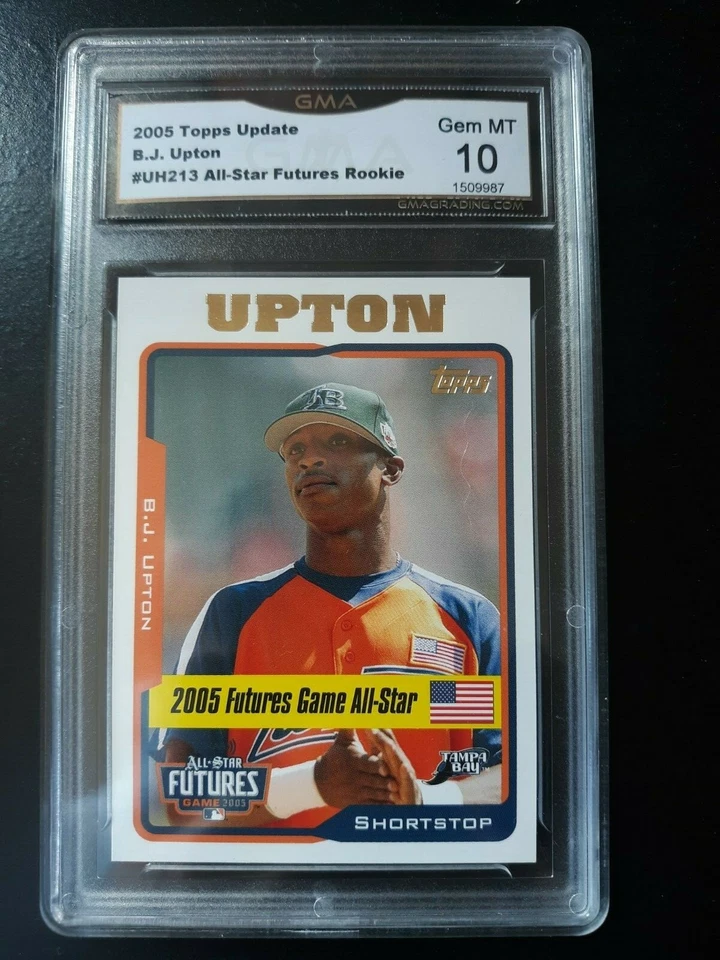 GMA
2005 Topps Update
B.J. Upton
#UH213 All-Star Futures Rookie
Gem MT
10
1509987
GMAGRADING.COM
UPTON
Topps
TB
B.J. UPTON
2005 Futures Game All-Star
ALL-STAR
FUTURES
GAME 2005
TAMPA
BAY
SHORTSTOP